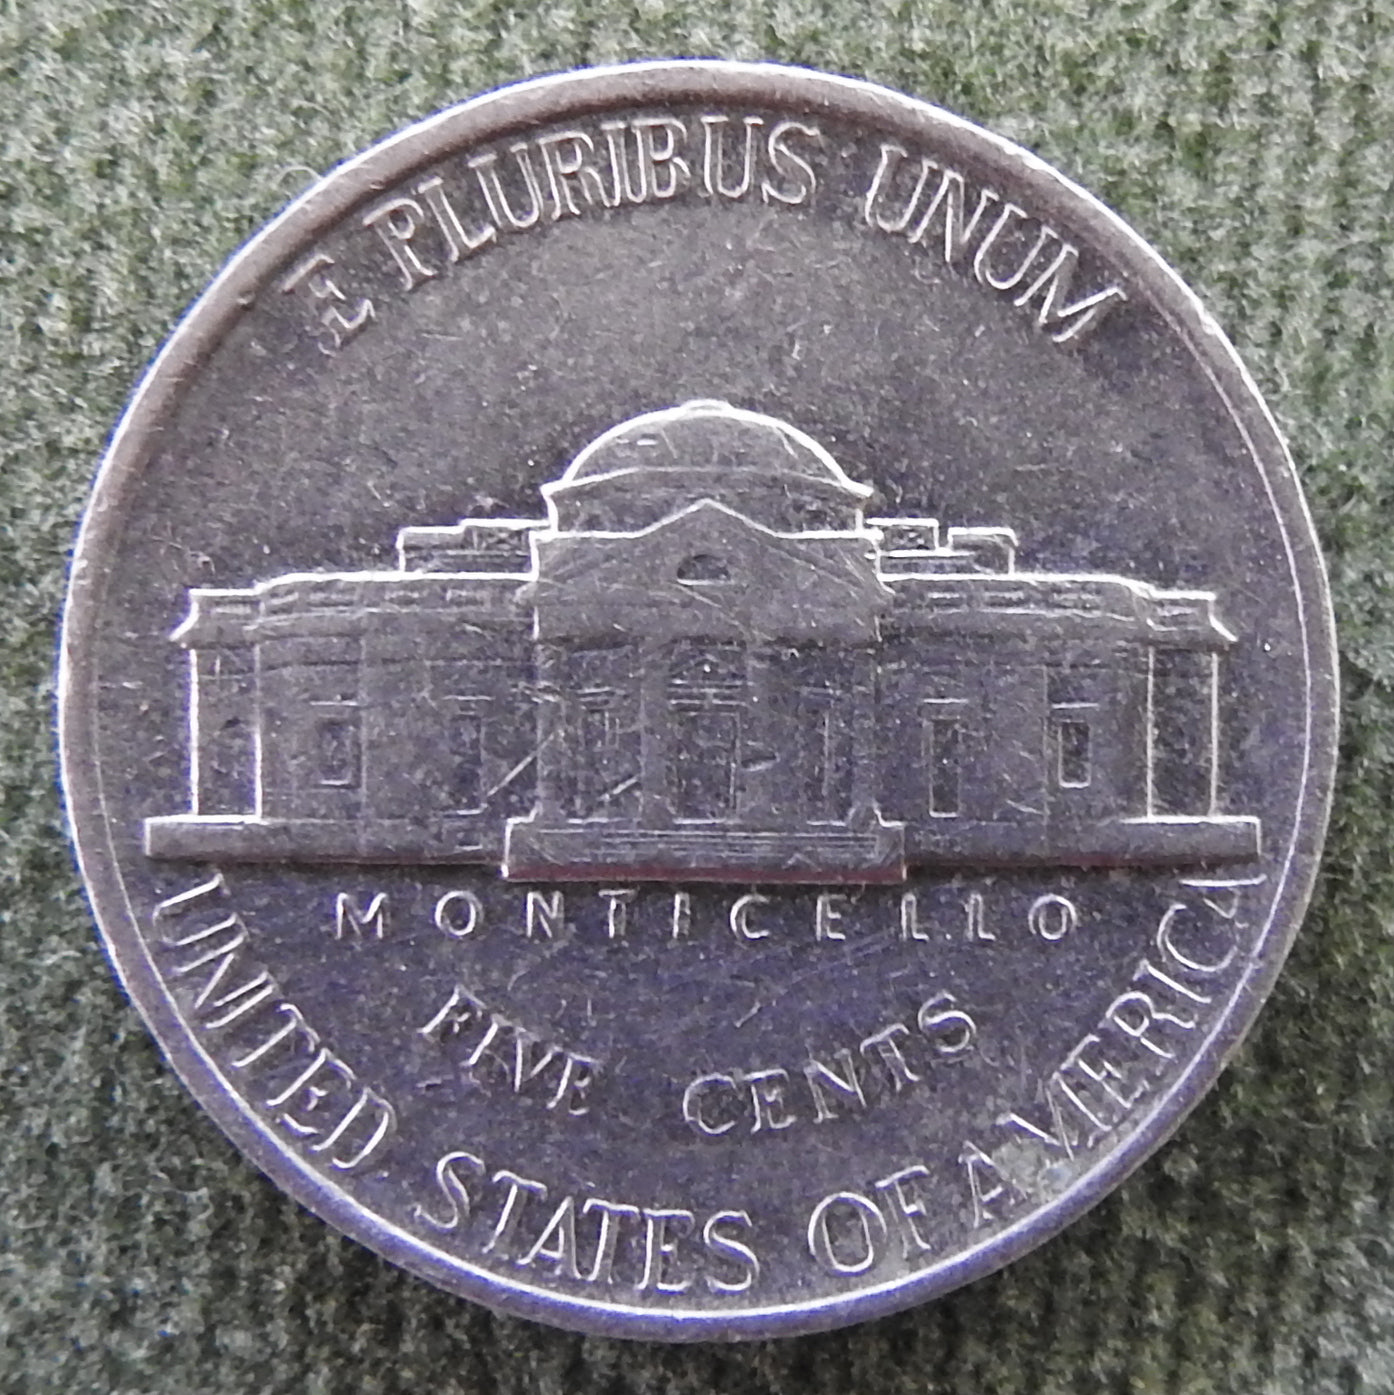 E PLURIBUS UNUM
MONTICELLO
FIVE CENTS
UNITED STATES OF AMERICA